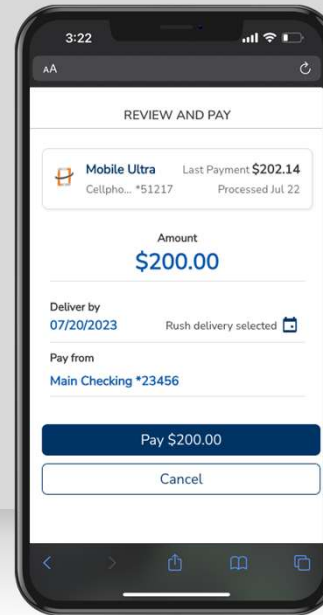 3:22
AA
REVIEW AND PAY
Mobile Ultra Last Payment $202.14
Cellpho... *51217 Processed Jul 22
Amount
$200.00
Deliver by
07/20/2023 Rush delivery selected
Pay from
Main Checking *23456
Pay $200.00
Cancel